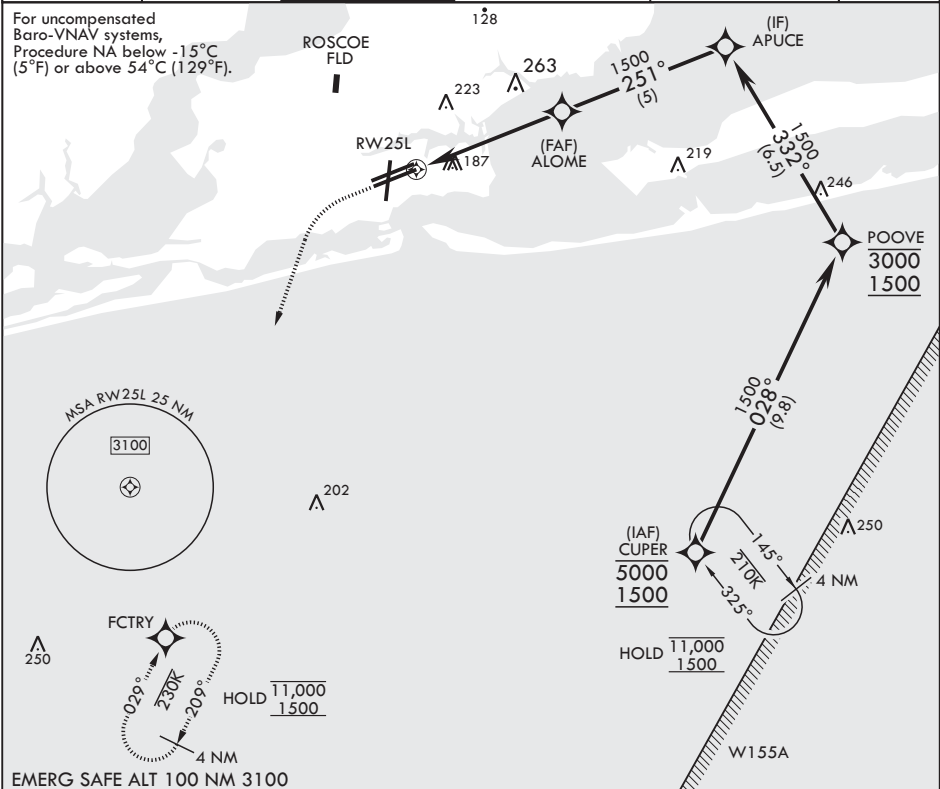 For uncompensated
Baro-VNAV systems,
Procedure NA below -15°C
(5°F) or above 54°C (129°F).
128
ROSCOE
FLD
263
223
(IF)
APUCE
1500
251°
(5)
(FAF)
ALOME
RW25L
187
219
1500
332°
(6.5)
246
POOVE
3000
1500
1500
028°
(9.8)
MSA RW25L 25 NM
3100
202
(IAF)
CUPER
5000
1500
145°
210K
325°
4 NM
250
HOLD 11,000
1500
FCTRY
250
029°
230K
209°
HOLD 11,000
1500
4 NM
W155A
EMERG SAFE ALT 100 NM 3100